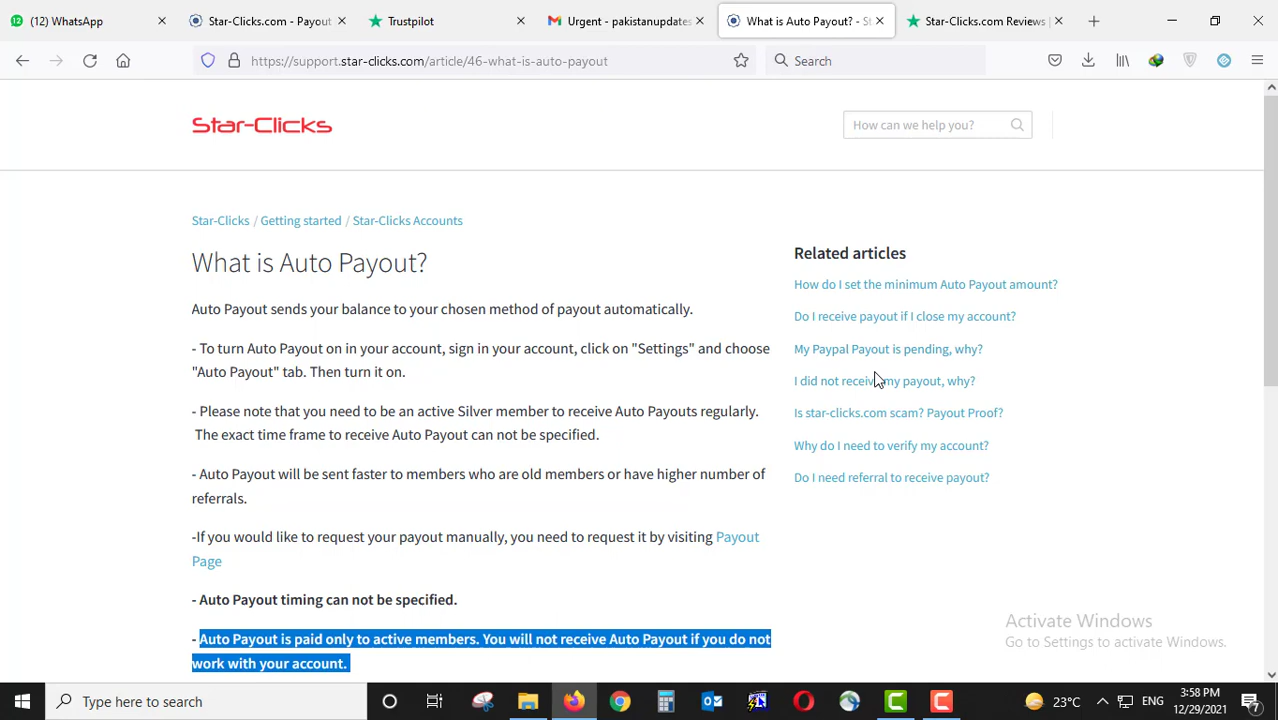 (12) WhatsApp
Star-Clicks.com - Payout
Trustpilot
Urgent - pakistanupdates
What is Auto Payout? - St
Star-Clicks.com Reviews |
https://support.star-clicks.com/article/46-what-is-auto-payout
Search
Star-Clicks
How can we help you?
Star-Clicks / Getting started / Star-Clicks Accounts
What is Auto Payout?
Auto Payout sends your balance to your chosen method of payout automatically.
- To turn Auto Payout on in your account, sign in your account, click on "Settings" and choose
"Auto Payout" tab. Then turn it on.
- Please note that you need to be an active Silver member to receive Auto Payouts regularly.
The exact time frame to receive Auto Payout can not be specified.
- Auto Payout will be sent faster to members who are old members or have higher number of
referrals.
-If you would like to request your payout manually, you need to request it by visiting Payout
Page
- Auto Payout timing can not be specified.
- Auto Payout is paid only to active members. You will not receive Auto Payout if you do not
work with your account.
Related articles
How do I set the minimum Auto Payout amount?
Do I receive payout if I close my account?
My Paypal Payout is pending, why?
I did not receive my payout, why?
Is star-clicks.com scam? Payout Proof?
Why do I need to verify my account?
Do I need referral to receive payout?
Activate Windows
Go to Settings to activate Windows.
Type here to search
23°C
ENG
3:58 PM
12/29/2021
7